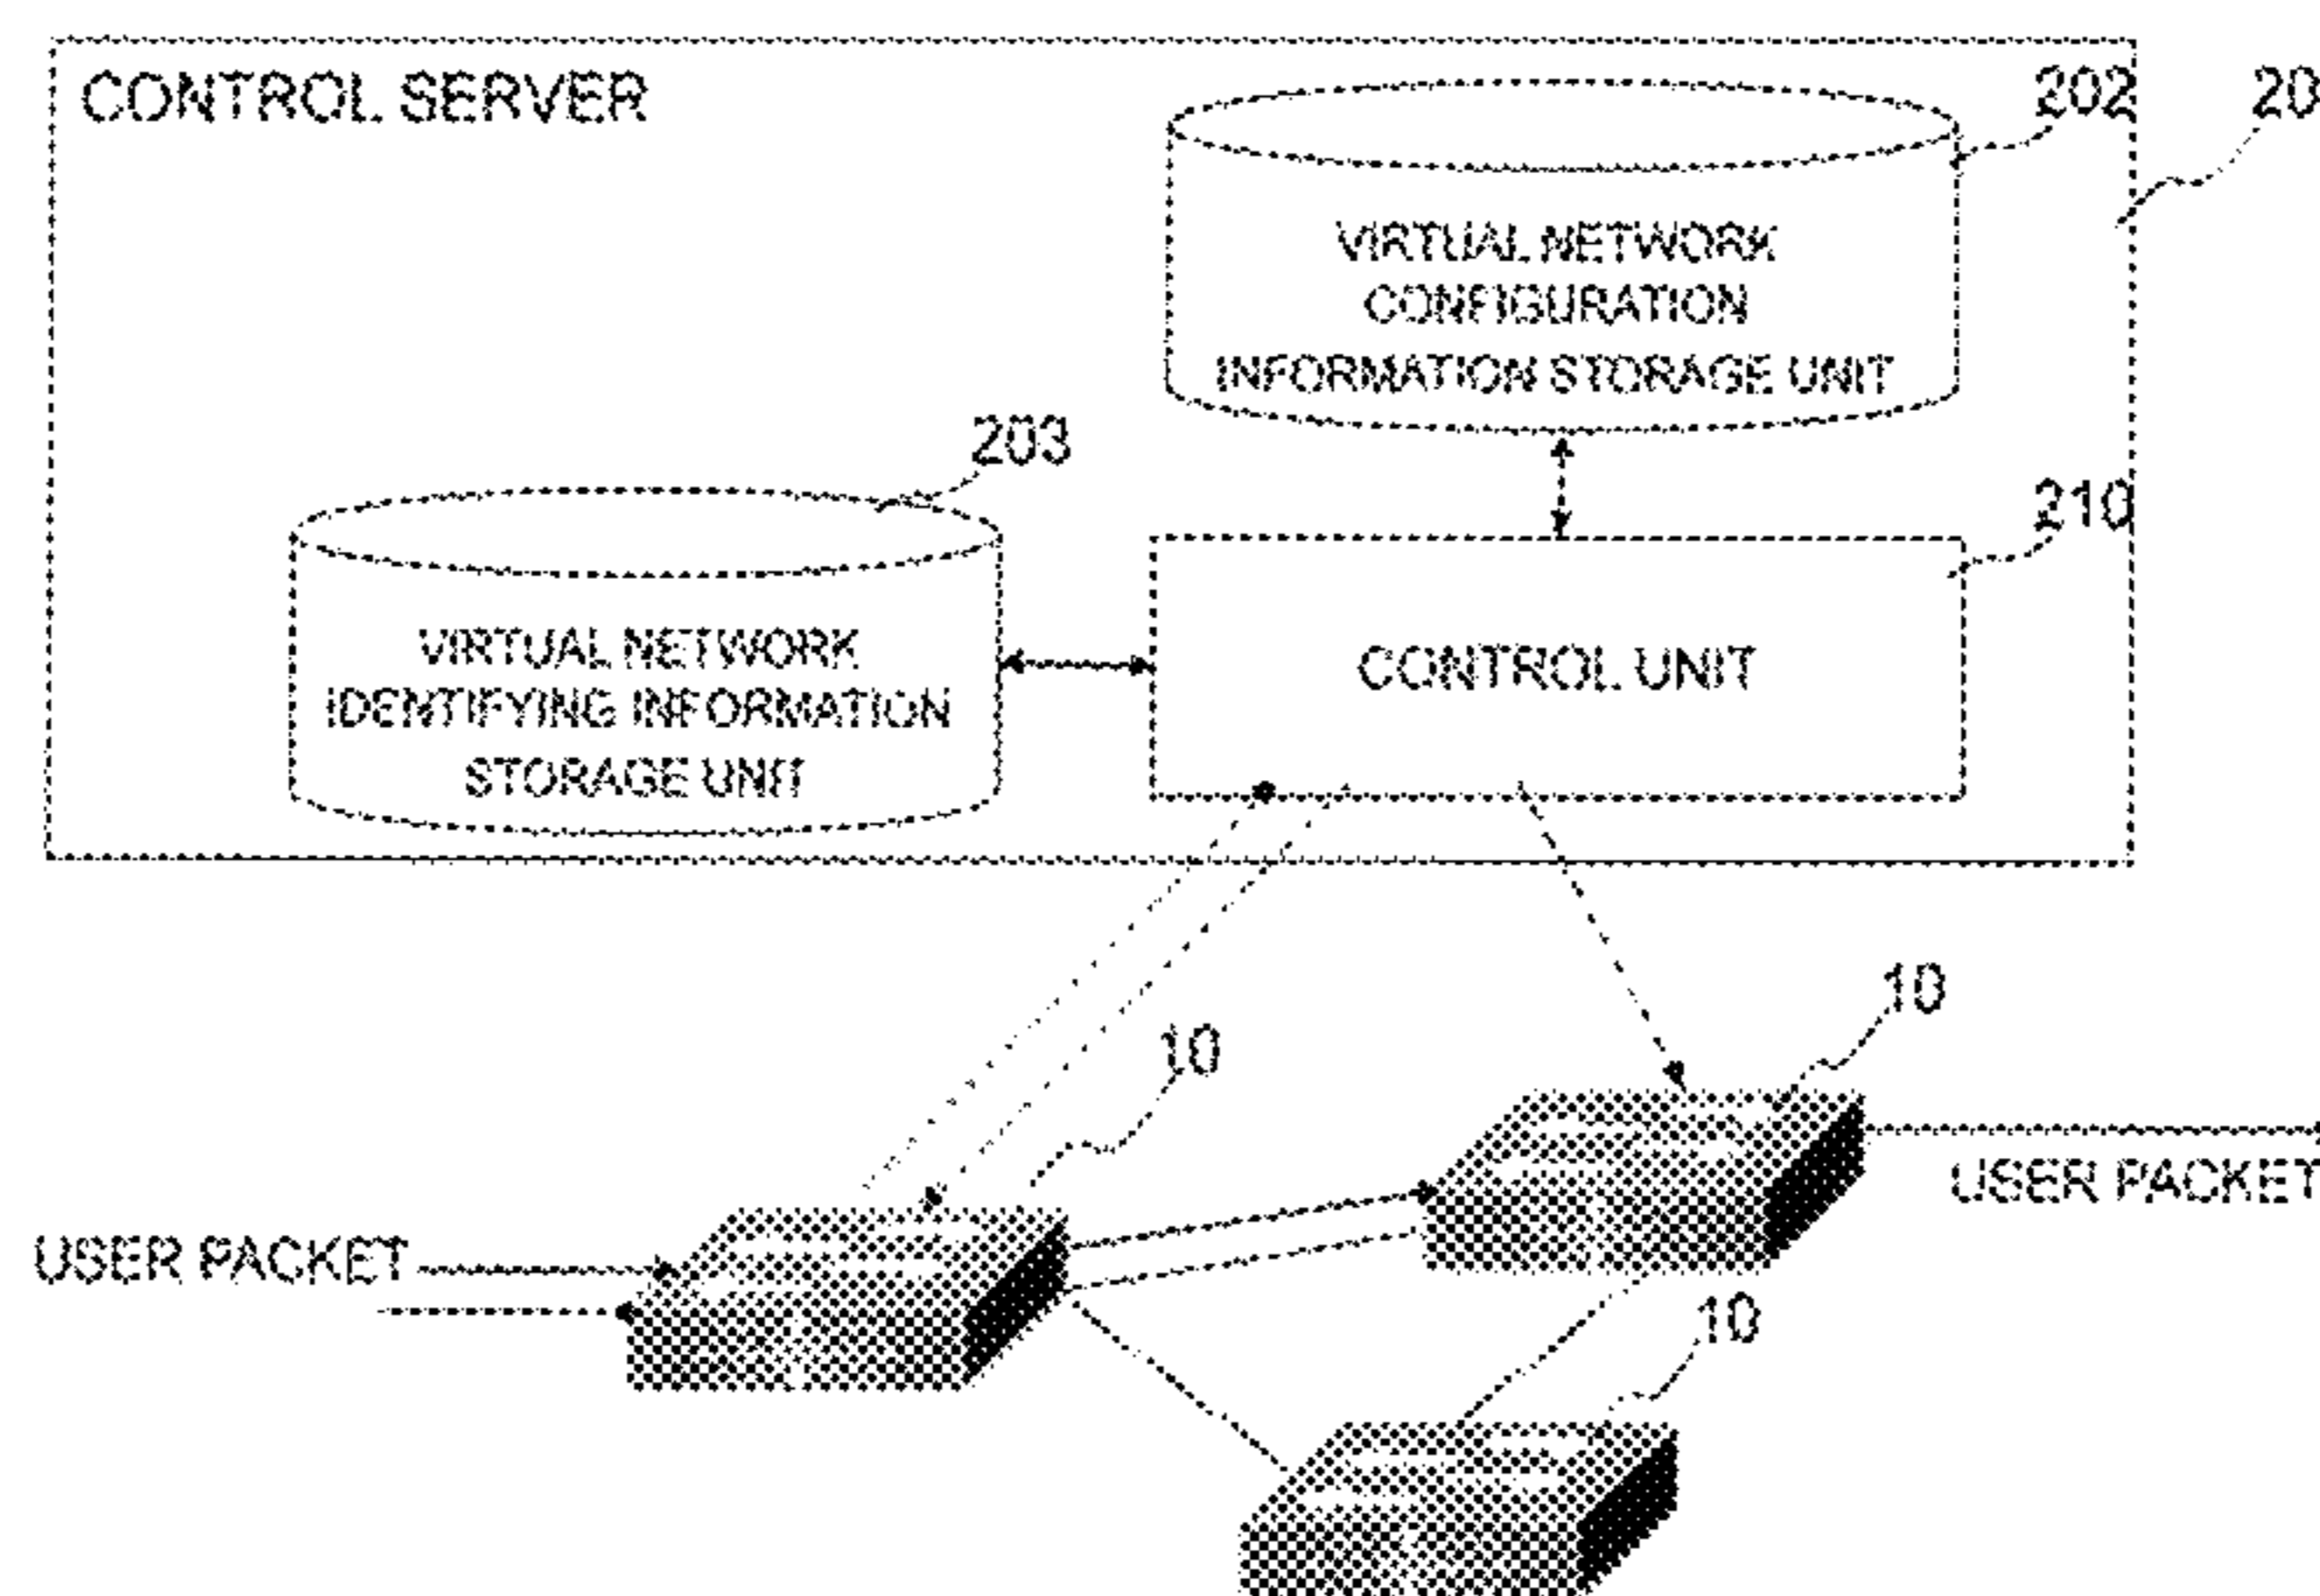 CONTROL SERVER
202
20
VIRTUAL NETWORK
CONFIGURATION
INFORMATION STORAGE UNIT
203
210
VIRTUAL NETWORK
IDENTIFYING INFORMATION
STORAGE UNIT
CONTROL UNIT
10
10
USER PACKET
USER PACKET
10